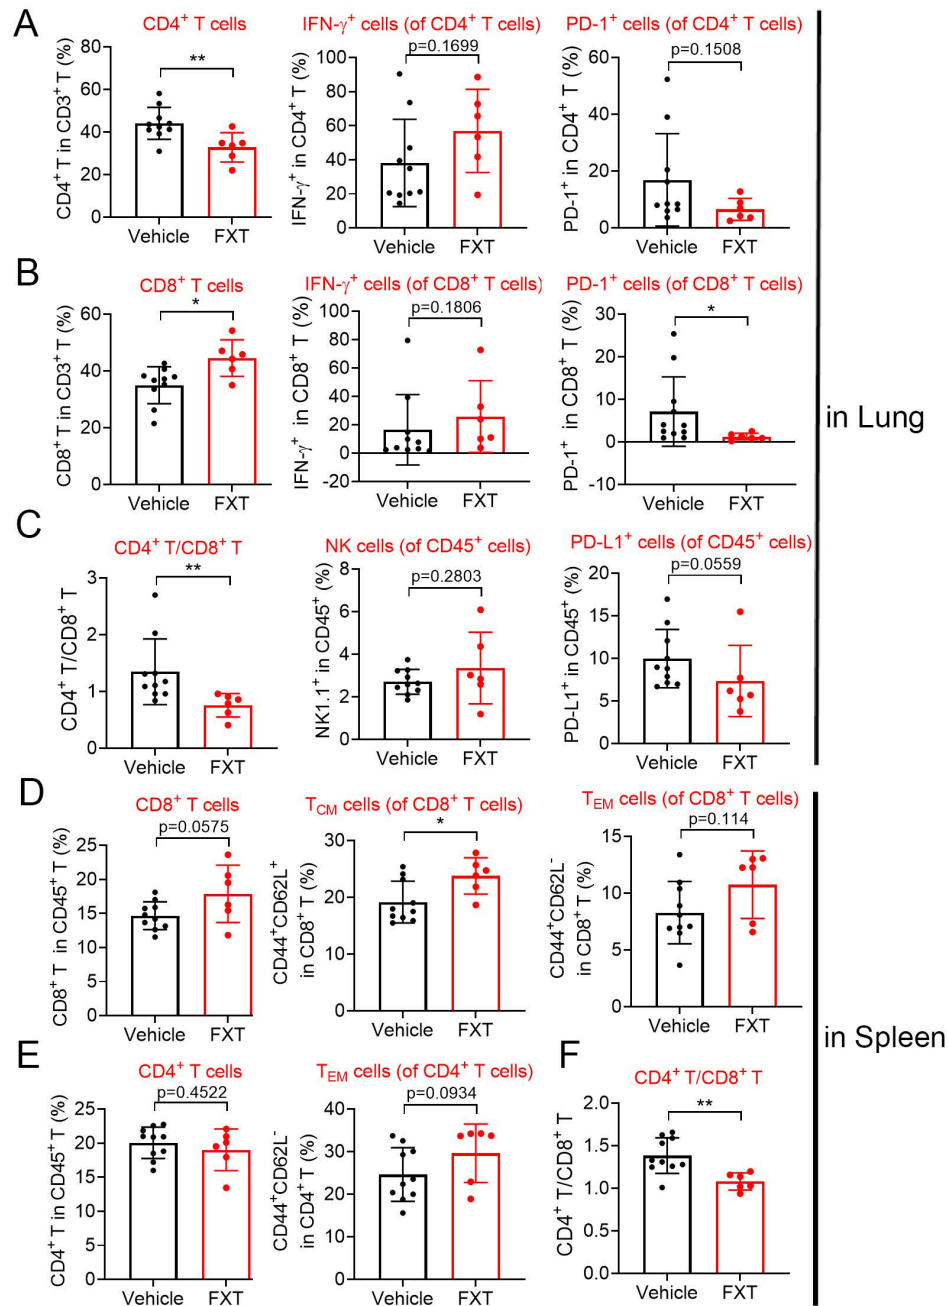 A
CD4⁺ T cells
CD4⁺ T in CD3⁺ T (%)
60
40
20
0
**
Vehicle
FXT
IFN-γ⁺ cells (of CD4⁺ T cells)
p=0.1699
IFN-γ⁺ in CD4⁺ T (%)
100
80
60
40
20
0
Vehicle
FXT
PD-1⁺ cells (of CD4⁺ T cells)
p=0.1508
PD-1⁺ in CD4⁺ T (%)
60
40
20
0
Vehicle
FXT
B
CD8⁺ T cells
*
CD8⁺ T in CD3⁺ T (%)
60
40
20
0
Vehicle
FXT
IFN-γ⁺ cells (of CD8⁺ T cells)
p=0.1806
IFN-γ⁺ in CD8⁺ T (%)
100
80
60
40
20
0
-20
Vehicle
FXT
PD-1⁺ cells (of CD8⁺ T cells)
*
PD-1⁺ in CD8⁺ T (%)
30
20
10
0
-10
Vehicle
FXT
in Lung
C
CD4⁺ T/CD8⁺ T
**
CD4⁺ T/CD8⁺ T
3
2
1
0
Vehicle
FXT
NK cells (of CD45⁺ cells)
p=0.2803
NK1.1⁺ in CD45⁺ (%)
8
6
4
2
0
Vehicle
FXT
PD-L1⁺ cells (of CD45⁺ cells)
p=0.0559
PD-L1⁺ in CD45⁺ (%)
20
15
10
5
0
Vehicle
FXT
D
CD8⁺ T cells
p=0.0575
CD8⁺ T in CD45⁺ T (%)
25
20
15
10
5
0
Vehicle
FXT
T_CM cells (of CD8⁺ T cells)
*
CD44⁺CD62L⁺
in CD8⁺ T (%)
30
20
10
0
Vehicle
FXT
T_EM cells (of CD8⁺ T cells)
p=0.114
CD44⁺CD62L⁻
in CD8⁺ T (%)
15
10
5
0
Vehicle
FXT
in Spleen
E
CD4⁺ T cells
p=0.4522
CD4⁺ T in CD45⁺ T (%)
25
20
15
10
5
0
Vehicle
FXT
T_EM cells (of CD4⁺ T cells)
p=0.0934
CD44⁺CD62L⁻
in CD4⁺ T (%)
40
30
20
10
0
Vehicle
FXT
F
CD4⁺ T/CD8⁺ T
**
CD4⁺ T/CD8⁺ T
2.0
1.5
1.0
0.5
0.0
Vehicle
FXT